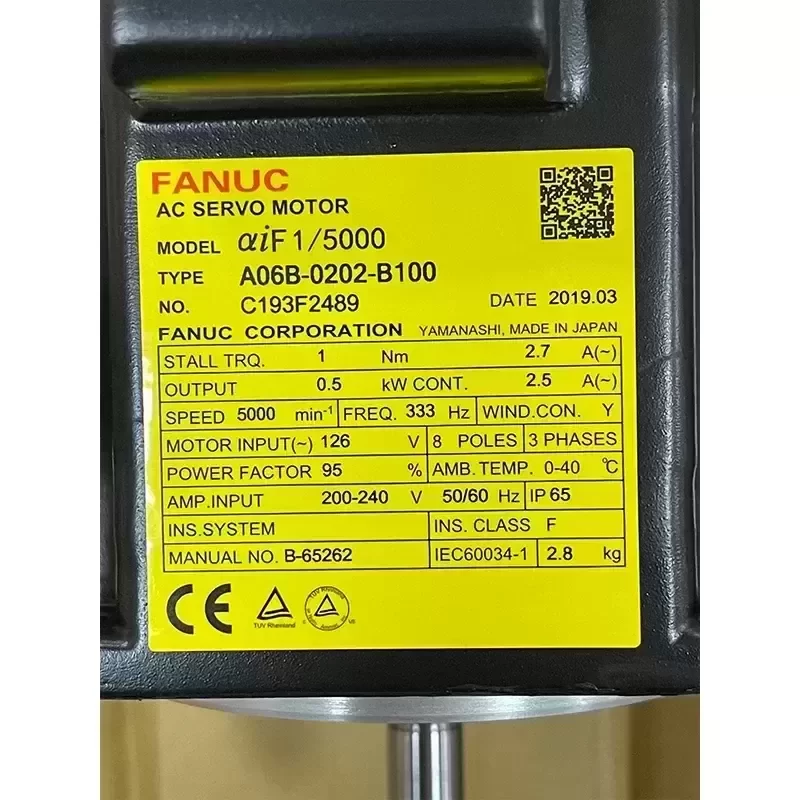 FANUC
AC SERVO MOTOR
MODEL αiF 1/5000
TYPE A06B-0202-B100
NO. C193F2489 DATE 2019.03
FANUC CORPORATION YAMANASHI, MADE IN JAPAN
STALL TRQ. 1 Nm 2.7 A(~)
OUTPUT 0.5 kW CONT. 2.5 A(~)
SPEED 5000 min-1 FREQ. 333 Hz WIND.CON. Y
MOTOR INPUT(~) 126 V 8 POLES 3 PHASES
POWER FACTOR 95 % AMB.TEMP. 0-40 ℃
AMP.INPUT 200-240 V 50/60 Hz IP 65
INS.SYSTEM INS. CLASS F
MANUAL NO. B-65262 IEC60034-1 2.8 kg
CE
TUV Rheinland